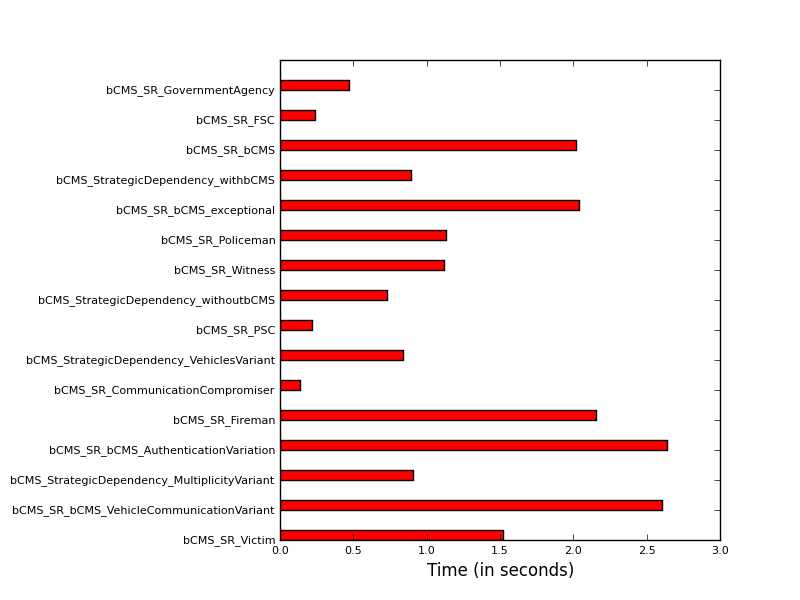 bCMS_SR_GovernmentAgency
bCMS_SR_FSC
bCMS_SR_bCMS
bCMS_StrategicDependency_withbCMS
bCMS_SR_bCMS_exceptional
bCMS_SR_Policeman
bCMS_SR_Witness
bCMS_StrategicDependency_withoutbCMS
bCMS_SR_PSC
bCMS_StrategicDependency_VehiclesVariant
bCMS_SR_CommunicationCompromiser
bCMS_SR_Fireman
bCMS_SR_bCMS_AuthenticationVariation
bCMS_StrategicDependency_MultiplicityVariant
bCMS_SR_bCMS_VehicleCommunicationVariant
bCMS_SR_Victim
0.0 0.5 1.0 1.5 2.0 2.5 3.0
Time (in seconds)